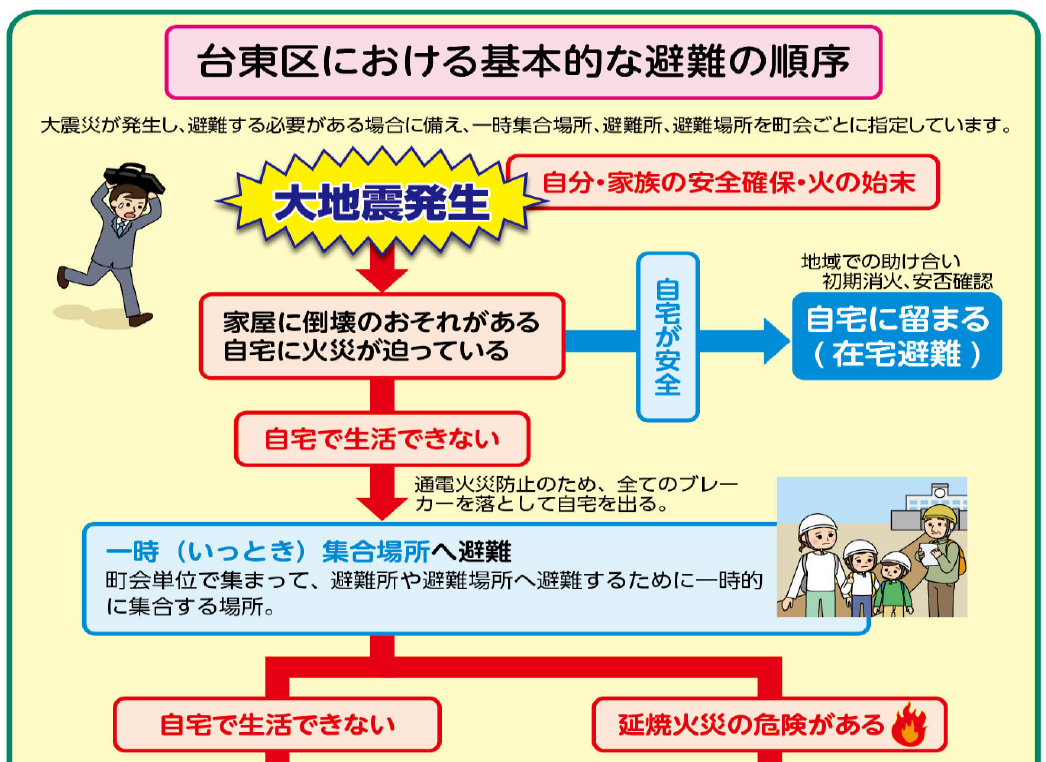 台東区における基本的な避難の順序
大震災が発生し、避難する必要がある場合に備え、一時集合場所、避難所、避難場所を町会ごとに指定しています。
大地震発生
自分・家族の安全確保・火の始末
家屋に倒壊のおそれがある
自宅に火災が迫っている
自宅が安全
地域での助け合い
初期消火、安否確認
自宅に留まる
(在宅避難)
自宅で生活できない
通電火災防止のため、全てのブレー
カーを落として自宅を出る。
一時（いっとき）集合場所へ避難
町会単位で集まって、避難所や避難場所へ避難するために一時的
に集合する場所。
自宅で生活できない
延焼火災の危険がある